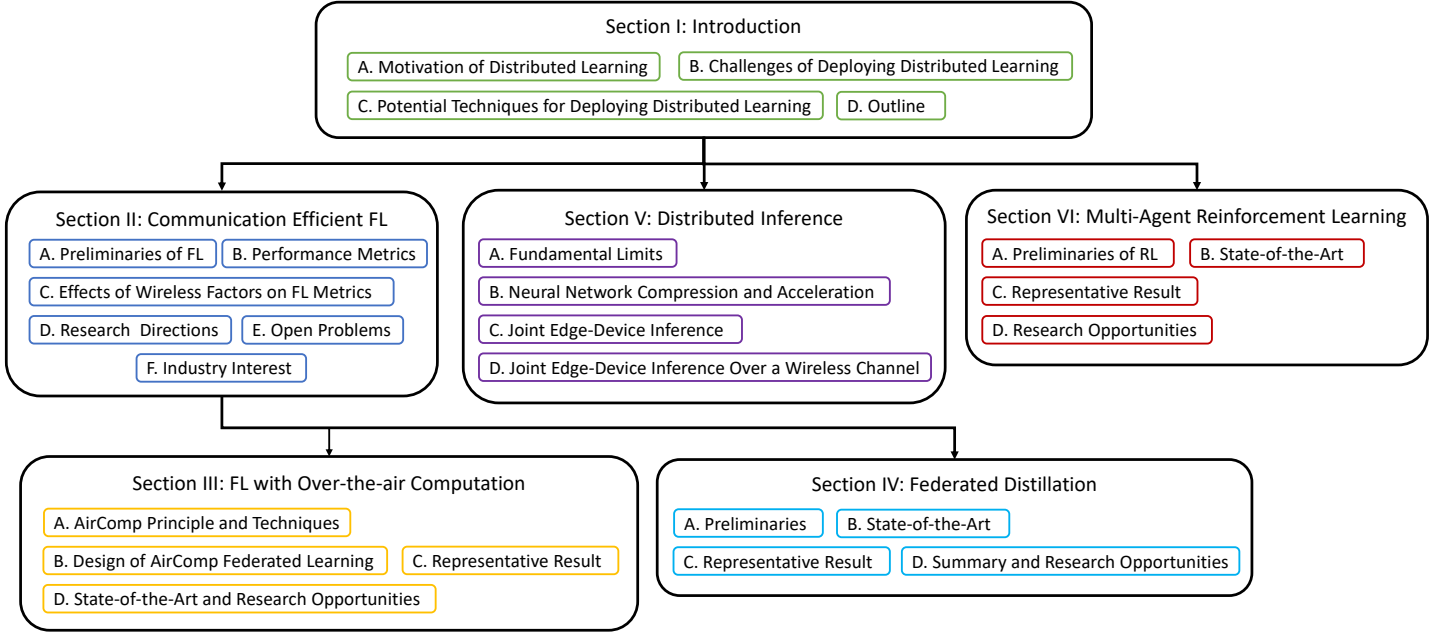 Section I: Introduction
A. Motivation of Distributed Learning
B. Challenges of Deploying Distributed Learning
C. Potential Techniques for Deploying Distributed Learning
D. Outline
Section II: Communication Efficient FL
A. Preliminaries of FL
B. Performance Metrics
C. Effects of Wireless Factors on FL Metrics
D. Research Directions
E. Open Problems
F. Industry Interest
Section V: Distributed Inference
A. Fundamental Limits
B. Neural Network Compression and Acceleration
C. Joint Edge-Device Inference
D. Joint Edge-Device Inference Over a Wireless Channel
Section VI: Multi-Agent Reinforcement Learning
A. Preliminaries of RL
B. State-of-the-Art
C. Representative Result
D. Research Opportunities
Section III: FL with Over-the-air Computation
A. AirComp Principle and Techniques
B. Design of AirComp Federated Learning
C. Representative Result
D. State-of-the-Art and Research Opportunities
Section IV: Federated Distillation
A. Preliminaries
B. State-of-the-Art
C. Representative Result
D. Summary and Research Opportunities